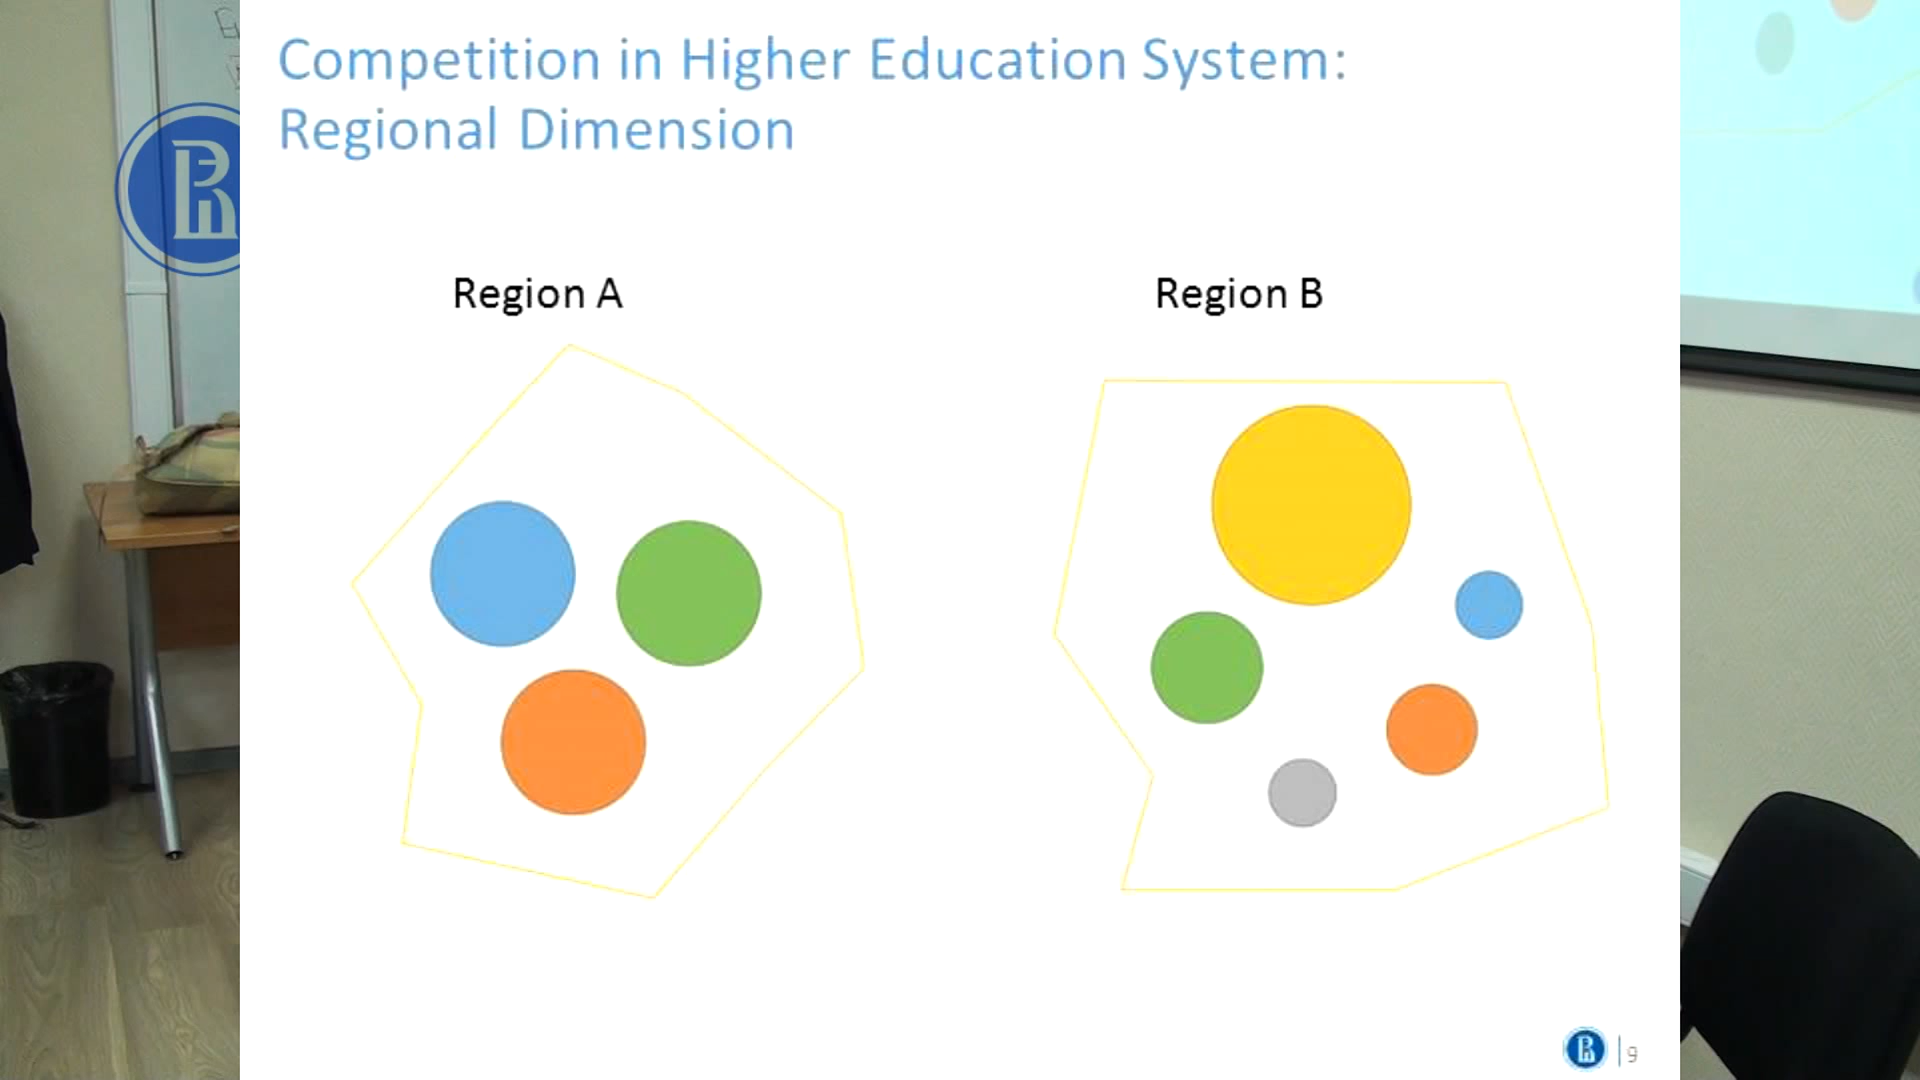 Competition in Higher Education System:
Regional Dimension
Region A
Region B
9